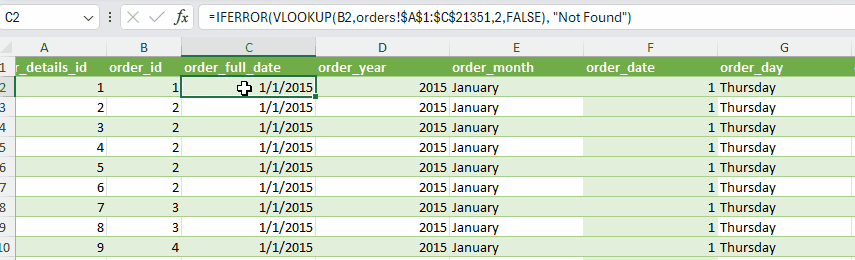 C2 fx =IFERROR(VLOOKUP(B2,orders!$A$1:$C$21351,2,FALSE), "Not Found")
A B C D E F G
1 r_details_id order_id order_full_date order_year order_month order_date order_day
2 1 1 1/1/2015 2015 January 1 Thursday
3 2 2 1/1/2015 2015 January 1 Thursday
4 3 2 1/1/2015 2015 January 1 Thursday
5 4 2 1/1/2015 2015 January 1 Thursday
6 5 2 1/1/2015 2015 January 1 Thursday
7 6 2 1/1/2015 2015 January 1 Thursday
8 7 3 1/1/2015 2015 January 1 Thursday
9 8 3 1/1/2015 2015 January 1 Thursday
10 9 4 1/1/2015 2015 January 1 Thursday